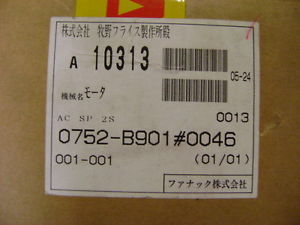 株式会社 牧野フライス製作所殿
A 10313
05-24
機械名 モータ
AC SP 2S 0013
0752-B901#0046
001-001 (01/01)
ファナック株式会社